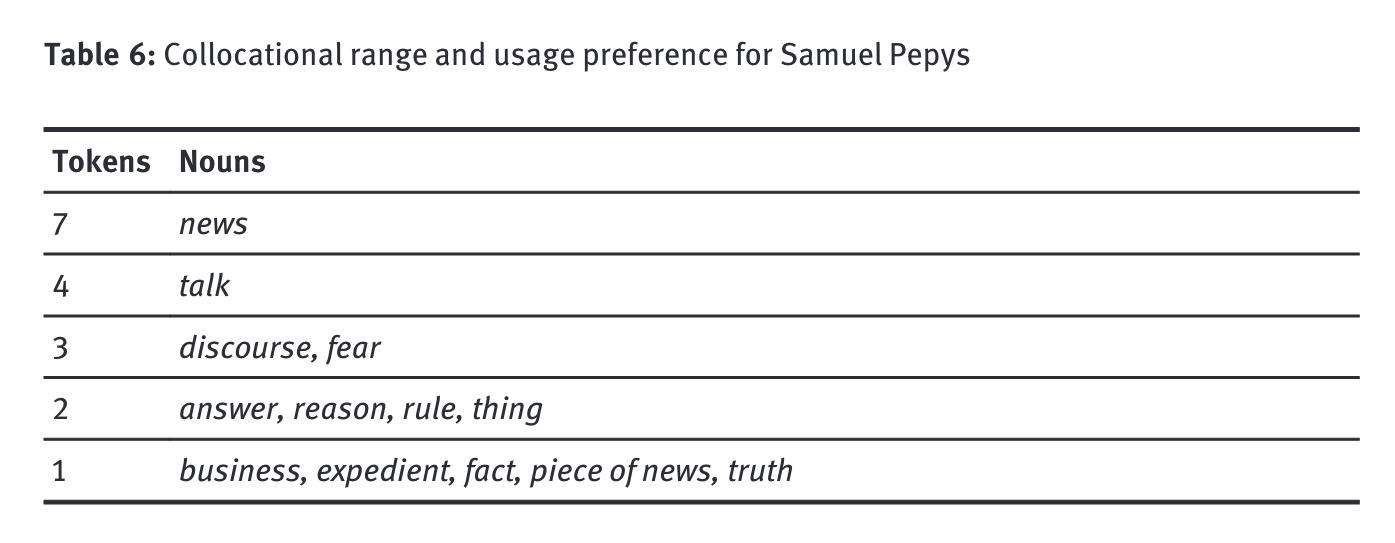 Table 6: Collocational range and usage preference for Samuel Pepys
Tokens Nouns
7 news
4 talk
3 discourse, fear
2 answer, reason, rule, thing
1 business, expedient, fact, piece of news, truth